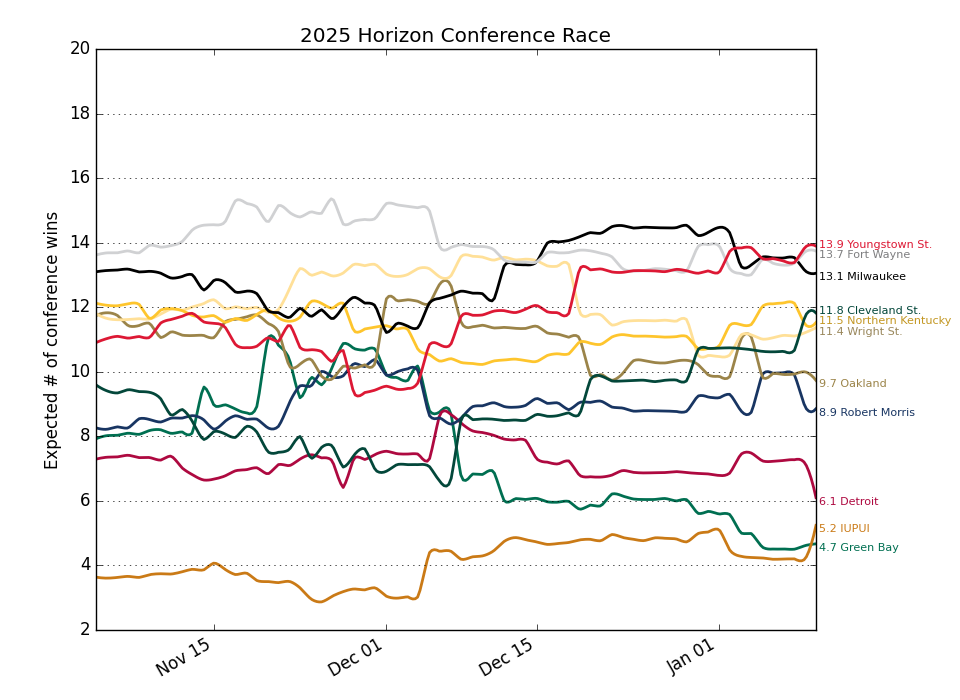 2025 Horizon Conference Race
Expected # of conference wins
20
18
16
14
12
10
8
6
4
2
Nov 15
Dec 01
Dec 15
Jan 01
13.9 Youngstown St.
13.7 Fort Wayne
13.1 Milwaukee
11.8 Cleveland St.
11.5 Northern Kentucky
11.4 Wright St.
9.7 Oakland
8.9 Robert Morris
6.1 Detroit
5.2 IUPUI
4.7 Green Bay